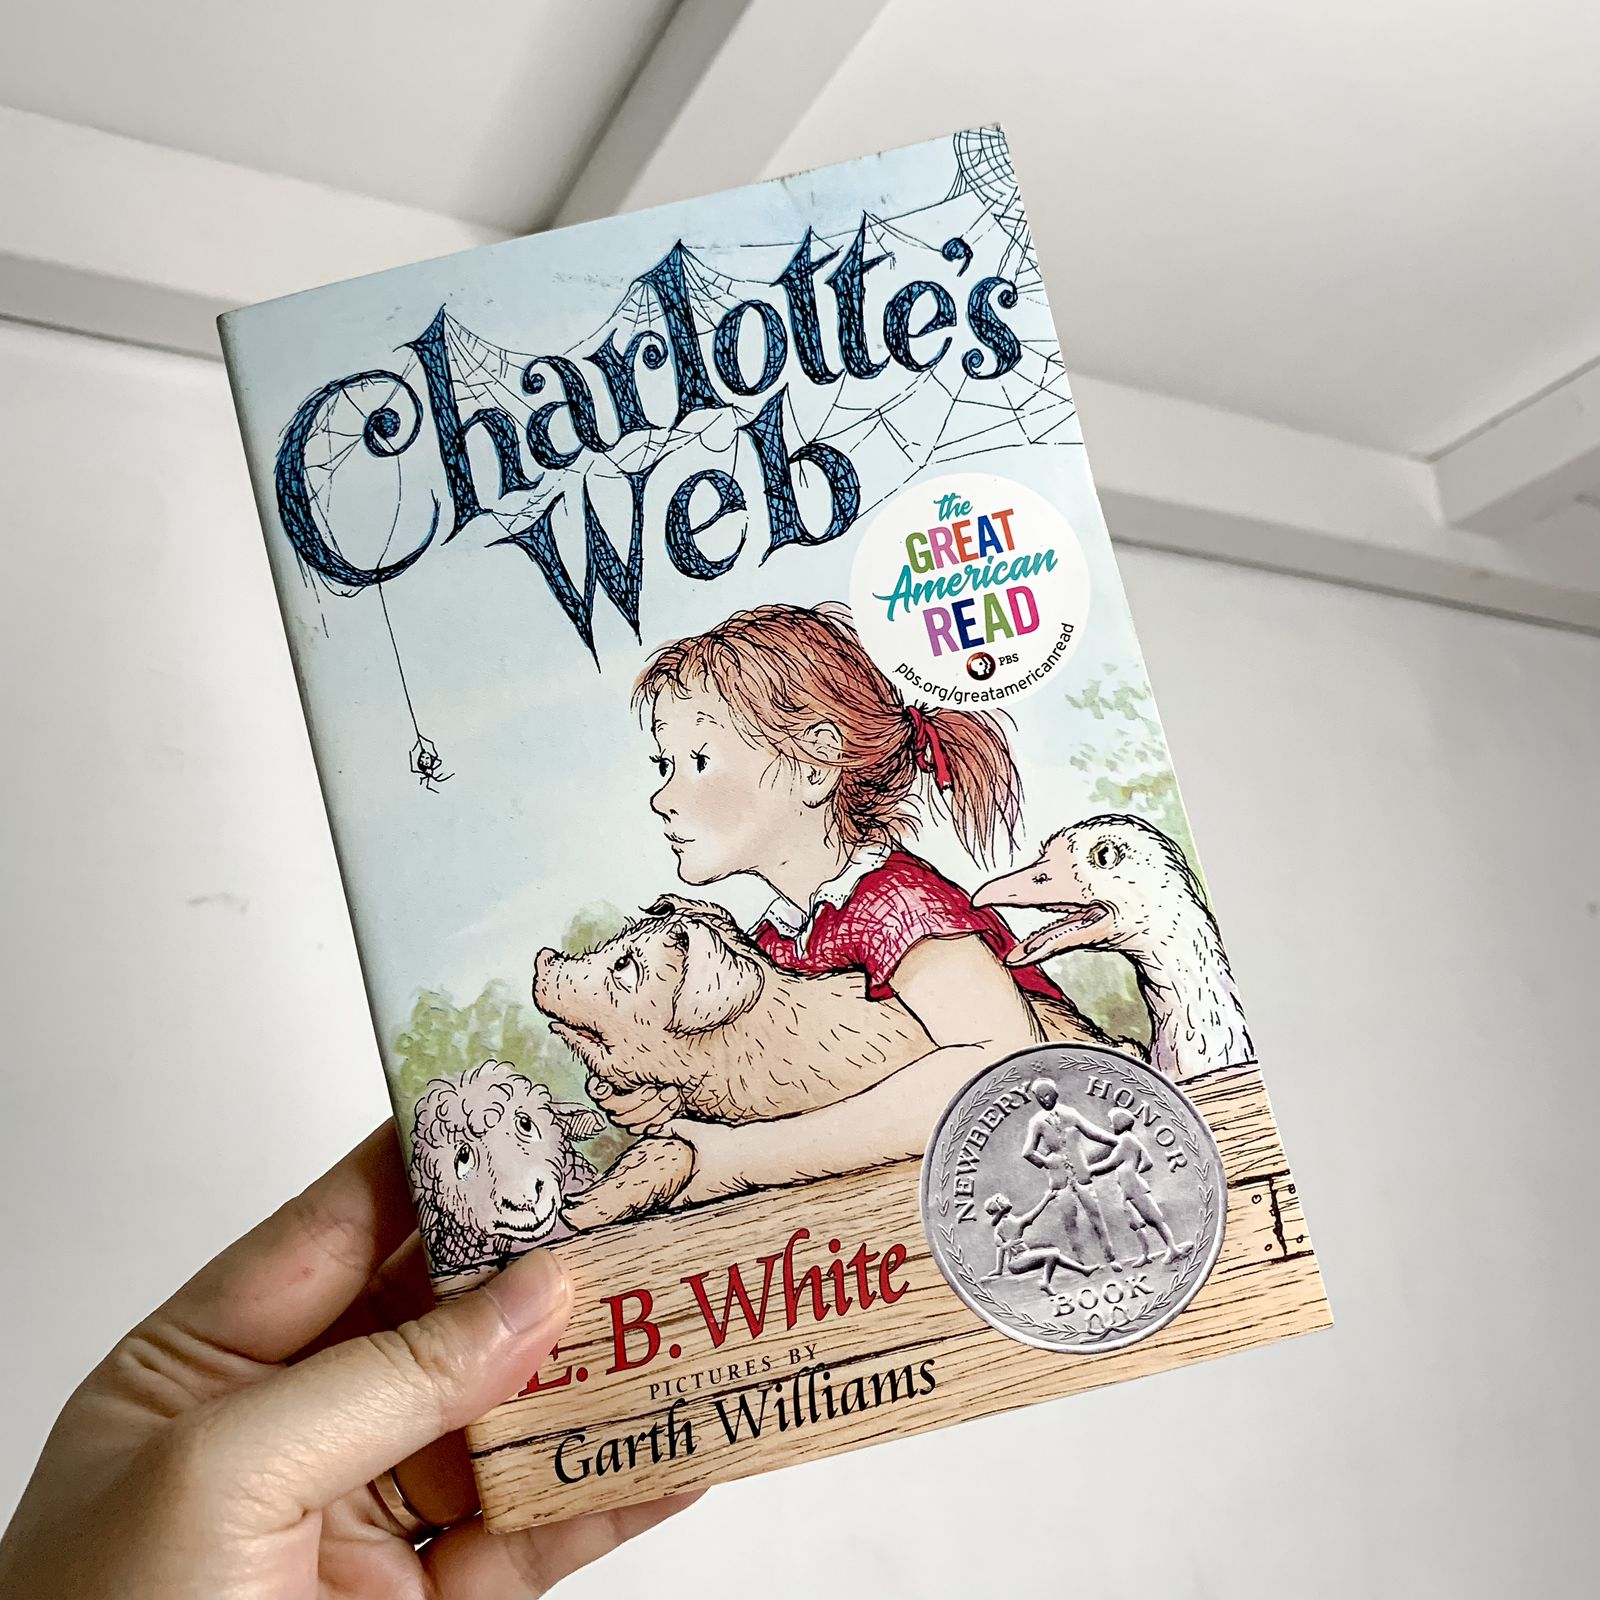 Charlotte's
Web
the
GREAT
American
READ
PBS
pbs.org/greatamericanread
NEWBERY HONOR
BOOK
E. B. White
PICTURES BY
Garth Williams